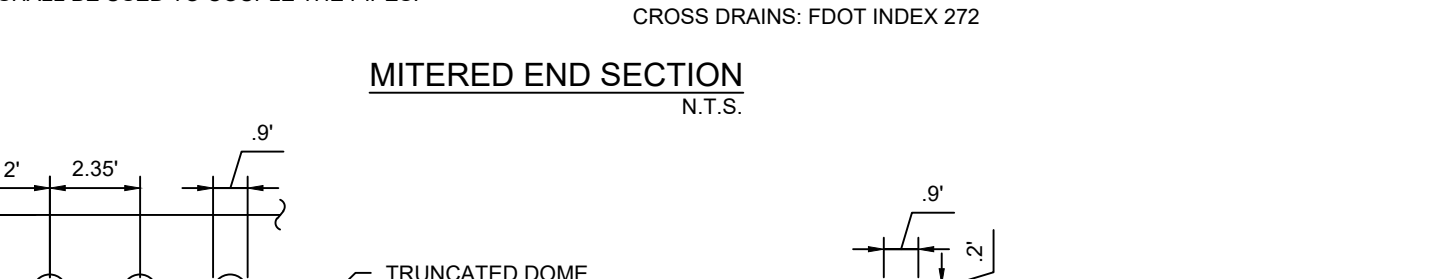 CROSS DRAINS: FDOT INDEX 272
MITERED END SECTION
N.T.S.
.9'
2' 2.35'
.9'
.2'
TRUNCATED DOME